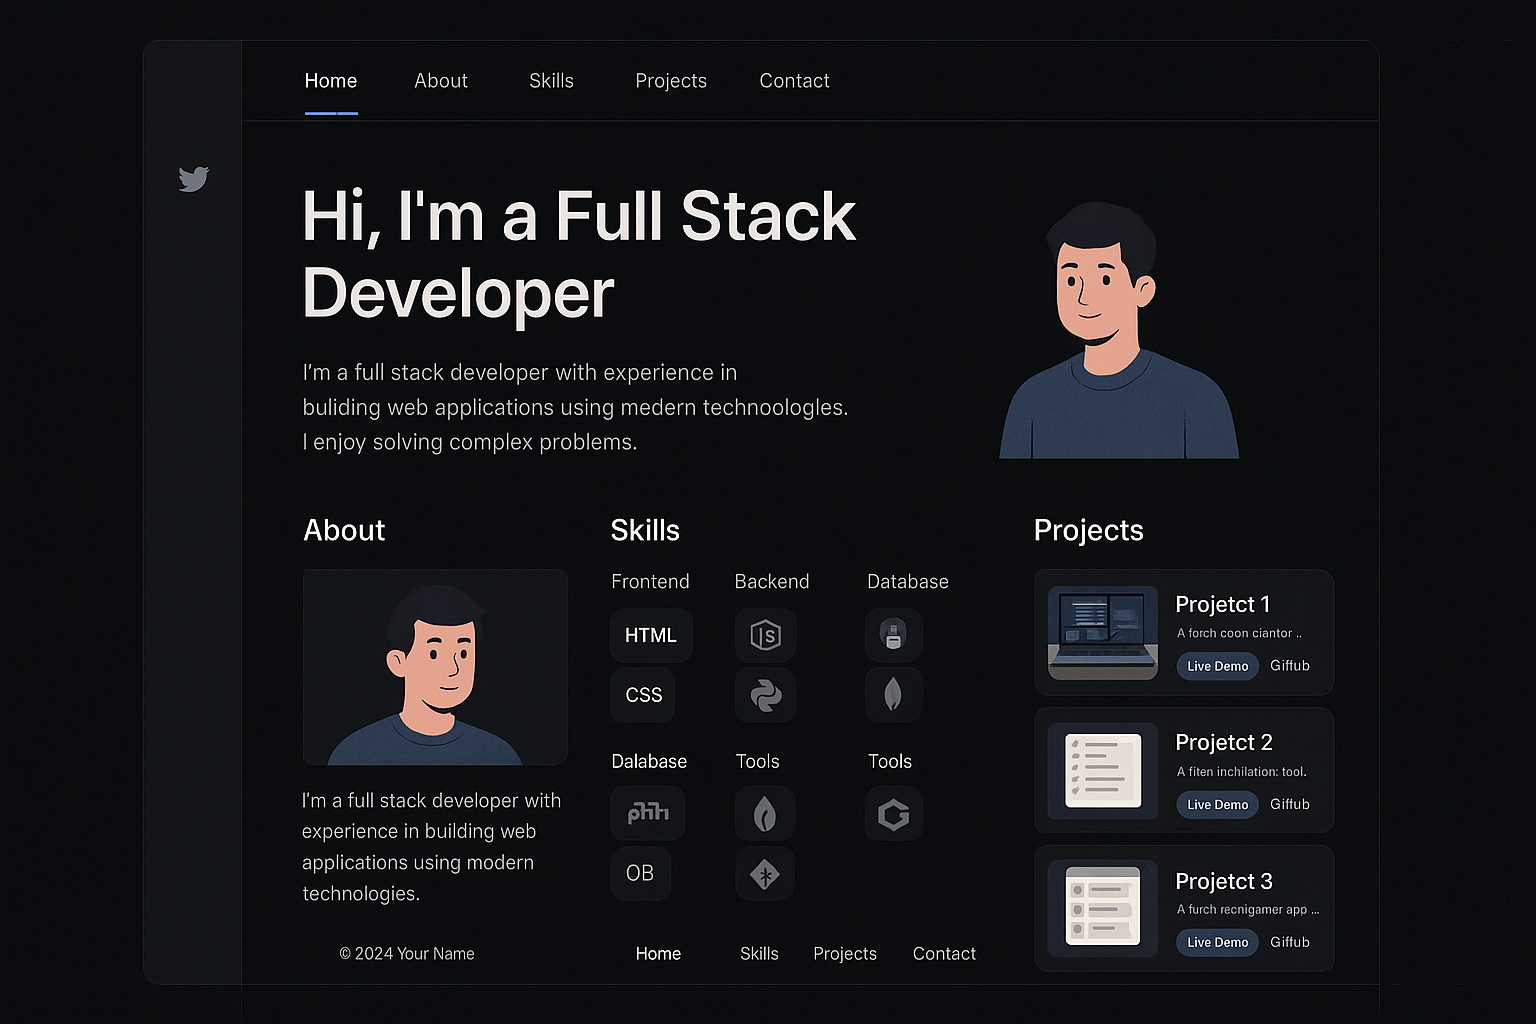 Home About Skills Projects Contact
Hi, I'm a Full Stack
Developer
I'm a full stack developer with experience in
buliding web applications using medern technoologles.
I enjoy solving complex problems.
About
I'm a full stack developer with
experience in building web
applications using modern
technologies.
Skills
Frontend Backend Database
HTML
CSS
Dalabase Tools Tools
OB
Projects
Projetct 1
A forch coon ciantor ..
Live Demo Giffub
Projetct 2
A fiten inchilation: tool.
Live Demo Giffub
Projetct 3
A furch recnigamer app ...
Live Demo Giffub
© 2024 Your Name
Home Skills Projects Contact